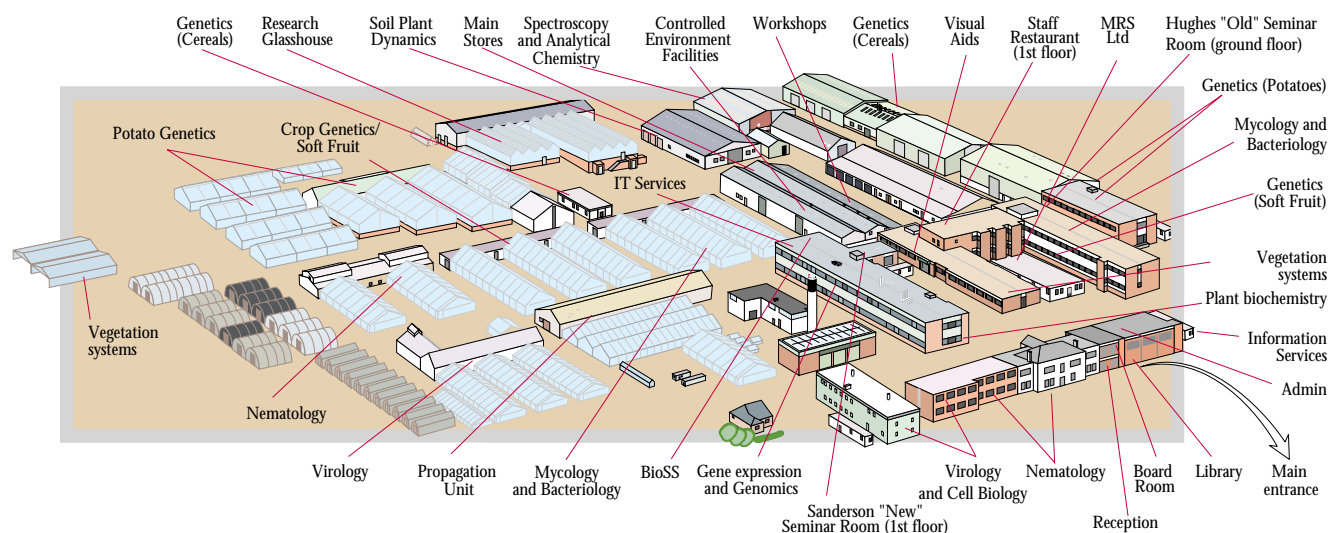 Genetics
(Cereals)
Research
Glasshouse
Soil Plant
Dynamics
Main
Stores
Spectroscopy
and Analytical
Chemistry
Controlled
Environment
Facilities
Workshops
Genetics
(Cereals)
Visual
Aids
Staff
Restaurant
(1st floor)
MRS
Ltd
Hughes "Old" Seminar
Room (ground floor)
Genetics (Potatoes)
Mycology and
Bacteriology
Genetics
(Soft Fruit)
Potato Genetics
Crop Genetics/
Soft Fruit
IT Services
Vegetation
systems
Plant biochemistry
Information
Services
Admin
Vegetation
systems
Nematology
Virology
Propagation
Unit
Mycology
and Bacteriology
BioSS
Gene expression
and Genomics
Sanderson "New"
Seminar Room (1st floor)
Virology
and Cell Biology
Nematology
Reception
Board
Room
Library
Main
entrance